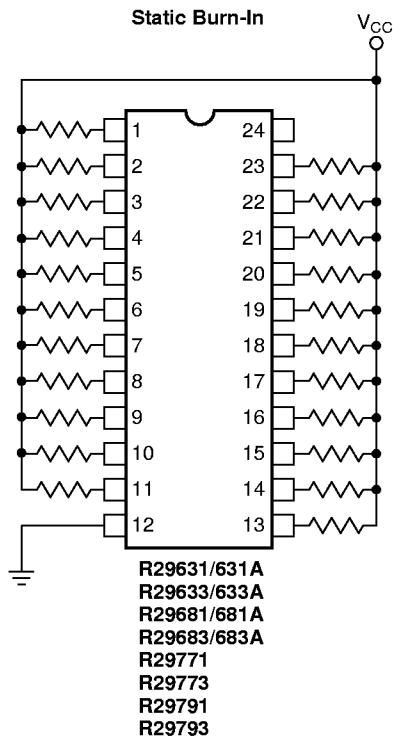 Static Burn-In
VCC
1 24
2 23
3 22
4 21
5 20
6 19
7 18
8 17
9 16
10 15
11 14
12 13
R29631/631A
R29633/633A
R29681/681A
R29683/683A
R29771
R29773
R29791
R29793